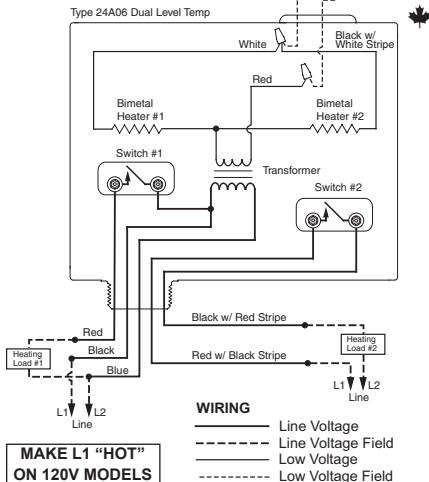 Type 24A06 Dual Level Temp
White
Black w/
White Stripe
Red
Bimetal
Heater #1
Bimetal
Heater #2
Switch #1
Transformer
Switch #2
Black w/ Red Stripe
Red
Heating
Load #1
Black
Red w/ Black Stripe
Heating
Load #2
Blue
L1 L2
Line
L1 L2
Line
WIRING
Line Voltage
Line Voltage Field
Low Voltage
Low Voltage Field
MAKE L1 “HOT”
ON 120V MODELS